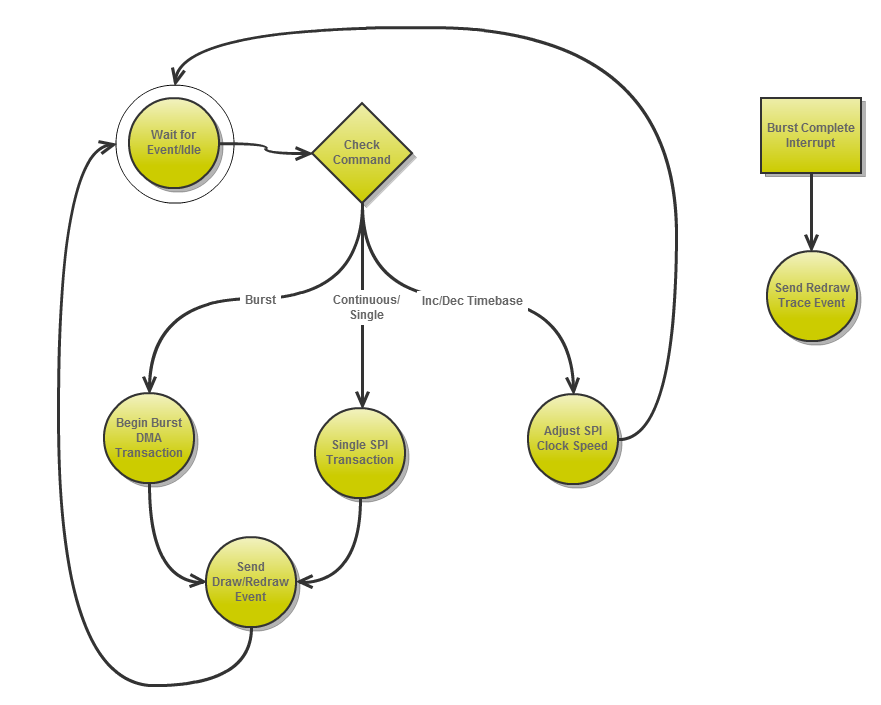 Wait for
Event/Idle
Check
Command
Burst Complete
Interrupt
Send Redraw
Trace Event
Burst
Continuous/
Single
Inc/Dec Timebase
Begin Burst
DMA
Transaction
Single SPI
Transaction
Adjust SPI
Clock Speed
Send
Draw/Redraw
Event